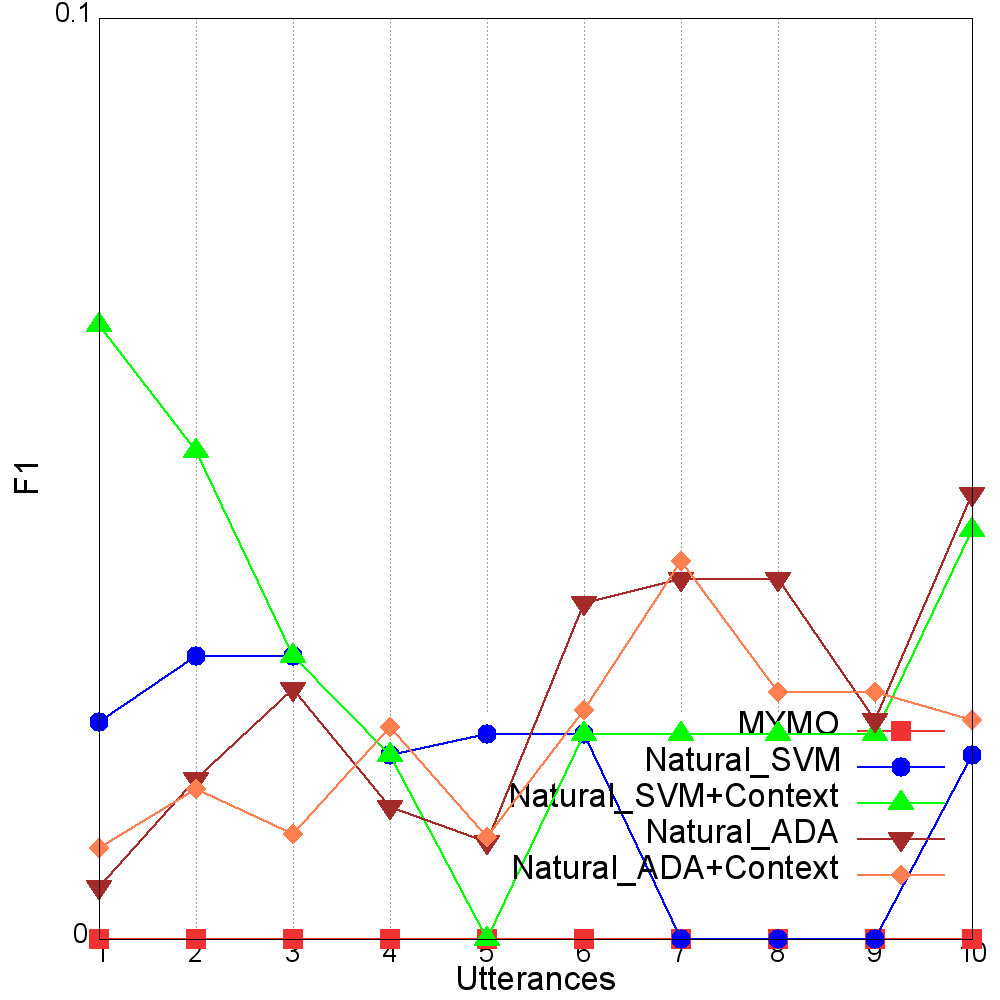 0.1
F1
MYMO
Natural_SVM
Natural_SVM+Context
Natural_ADA
Natural_ADA+Context
0
1 2 3 4 5 6 7 8 9 10
Utterances